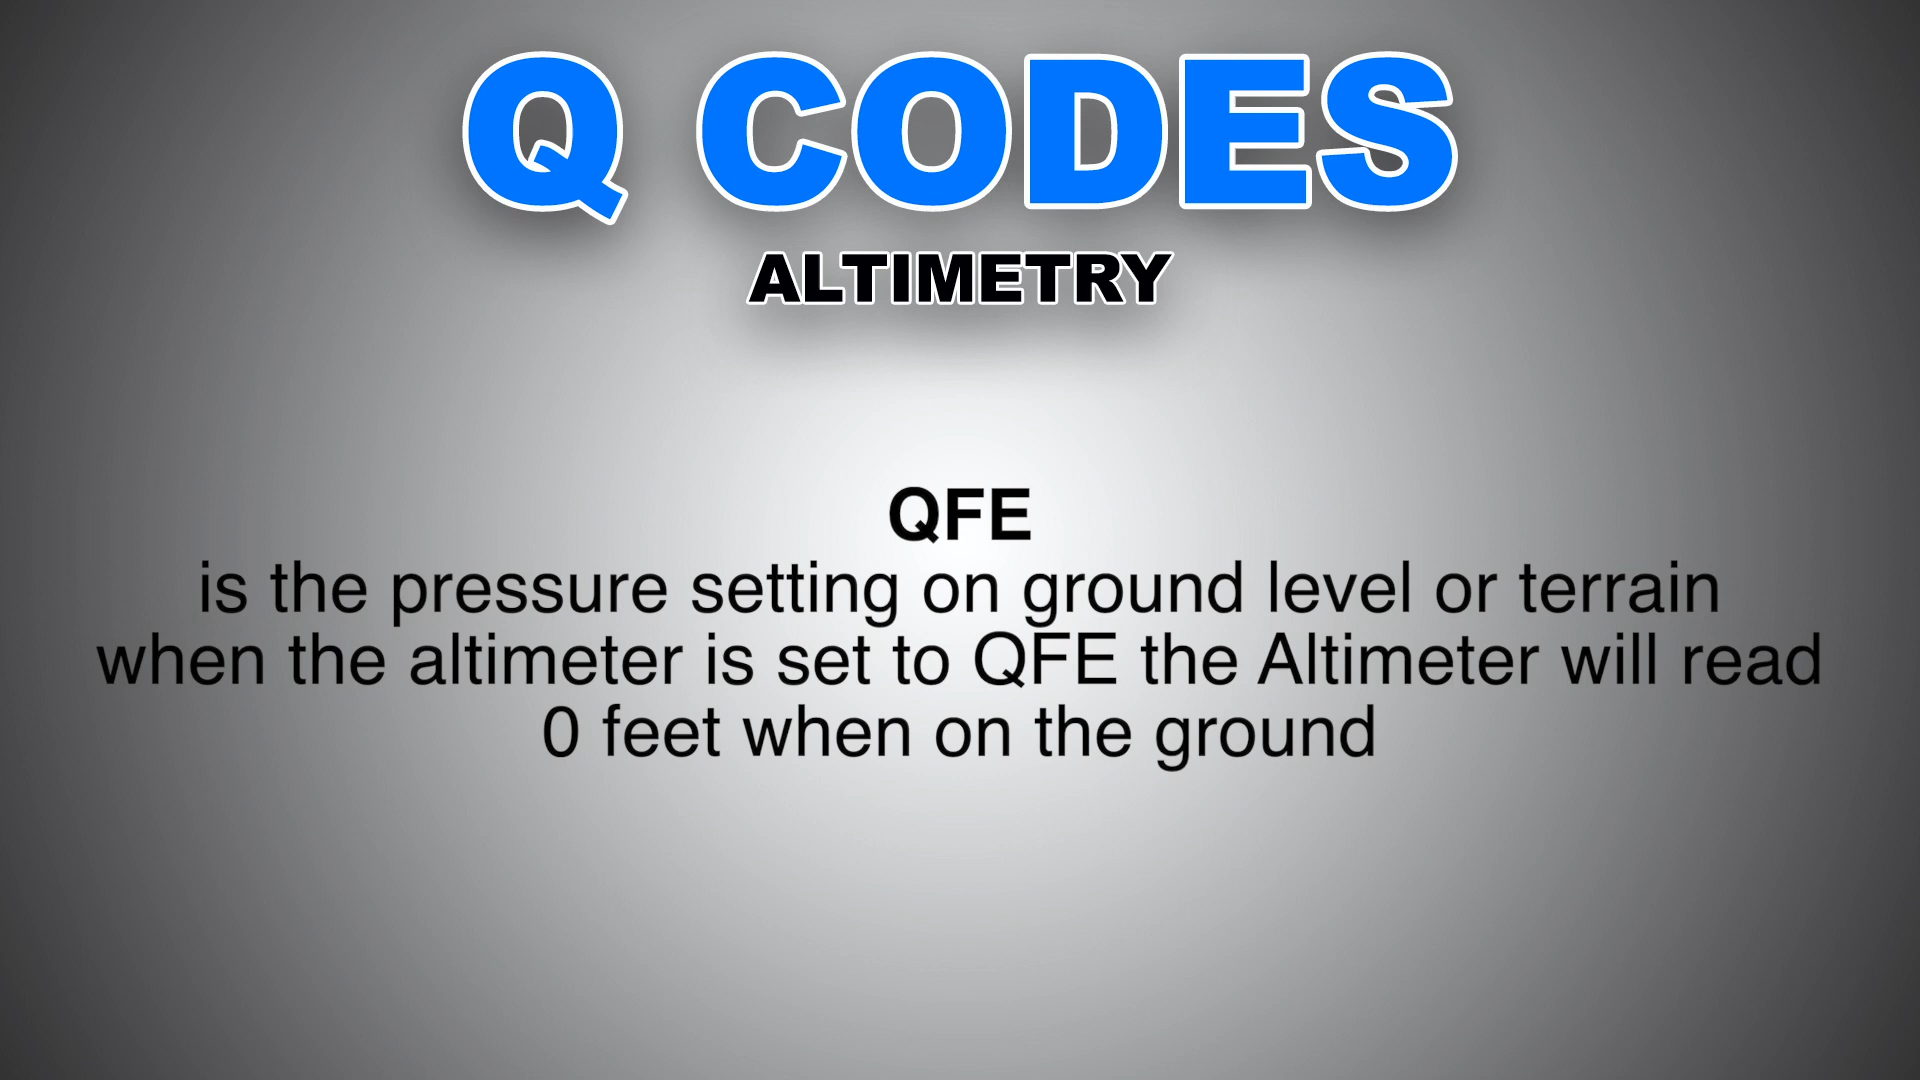 Q CODES
ALTIMETRY
QFE
is the pressure setting on ground level or terrain
when the altimeter is set to QFE the Altimeter will read
0 feet when on the ground